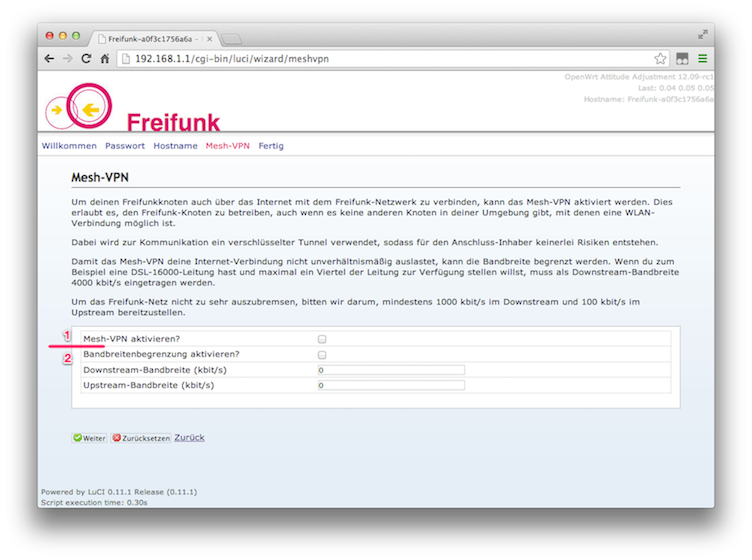 Freifunk-a0f3c1756a6a –
192.168.1.1/cgi-bin/luci/wizard/meshvpn
OpenWrt Attitude Adjustment 12.09-rc1
Last: 0.04 0.05 0.05
Hostname: Freifunk-a0f3c1756a6a
Freifunk
Willkommen Passwort Hostname Mesh-VPN Fertig
Mesh-VPN
Um deinen Freifunkknoten auch über das Internet mit dem Freifunk-Netzwerk zu verbinden, kann das Mesh-VPN aktiviert werden. Dies
erlaubt es, den Freifunk-Knoten zu betreiben, auch wenn es keine anderen Knoten in deiner Umgebung gibt, mit denen eine WLAN-
Verbindung möglich ist.
Dabei wird zur Kommunikation ein verschlüsselter Tunnel verwendet, sodass für den Anschluss-Inhaber keinerlei Risiken entstehen.
Damit das Mesh-VPN deine Internet-Verbindung nicht unverhältnismäßig auslastet, kann die Bandbreite begrenzt werden. Wenn du zum
Beispiel eine DSL-16000-Leitung hast und maximal ein Viertel der Leitung zur Verfügung stellen willst, muss als Downstream-Bandbreite
4000 kbit/s eingetragen werden.
Um das Freifunk-Netz nicht zu sehr auszubremsen, bitten wir darum, mindestens 1000 kbit/s im Downstream und 100 kbit/s im
Upstream bereitzustellen.
1
Mesh-VPN aktivieren?
2
Bandbreitenbegrenzung aktivieren?
Downstream-Bandbreite (kbit/s) 0
Upstream-Bandbreite (kbit/s) 0
Weiter Zurücksetzen Zurück
Powered by LuCI 0.11.1 Release (0.11.1)
Script execution time: 0.30s